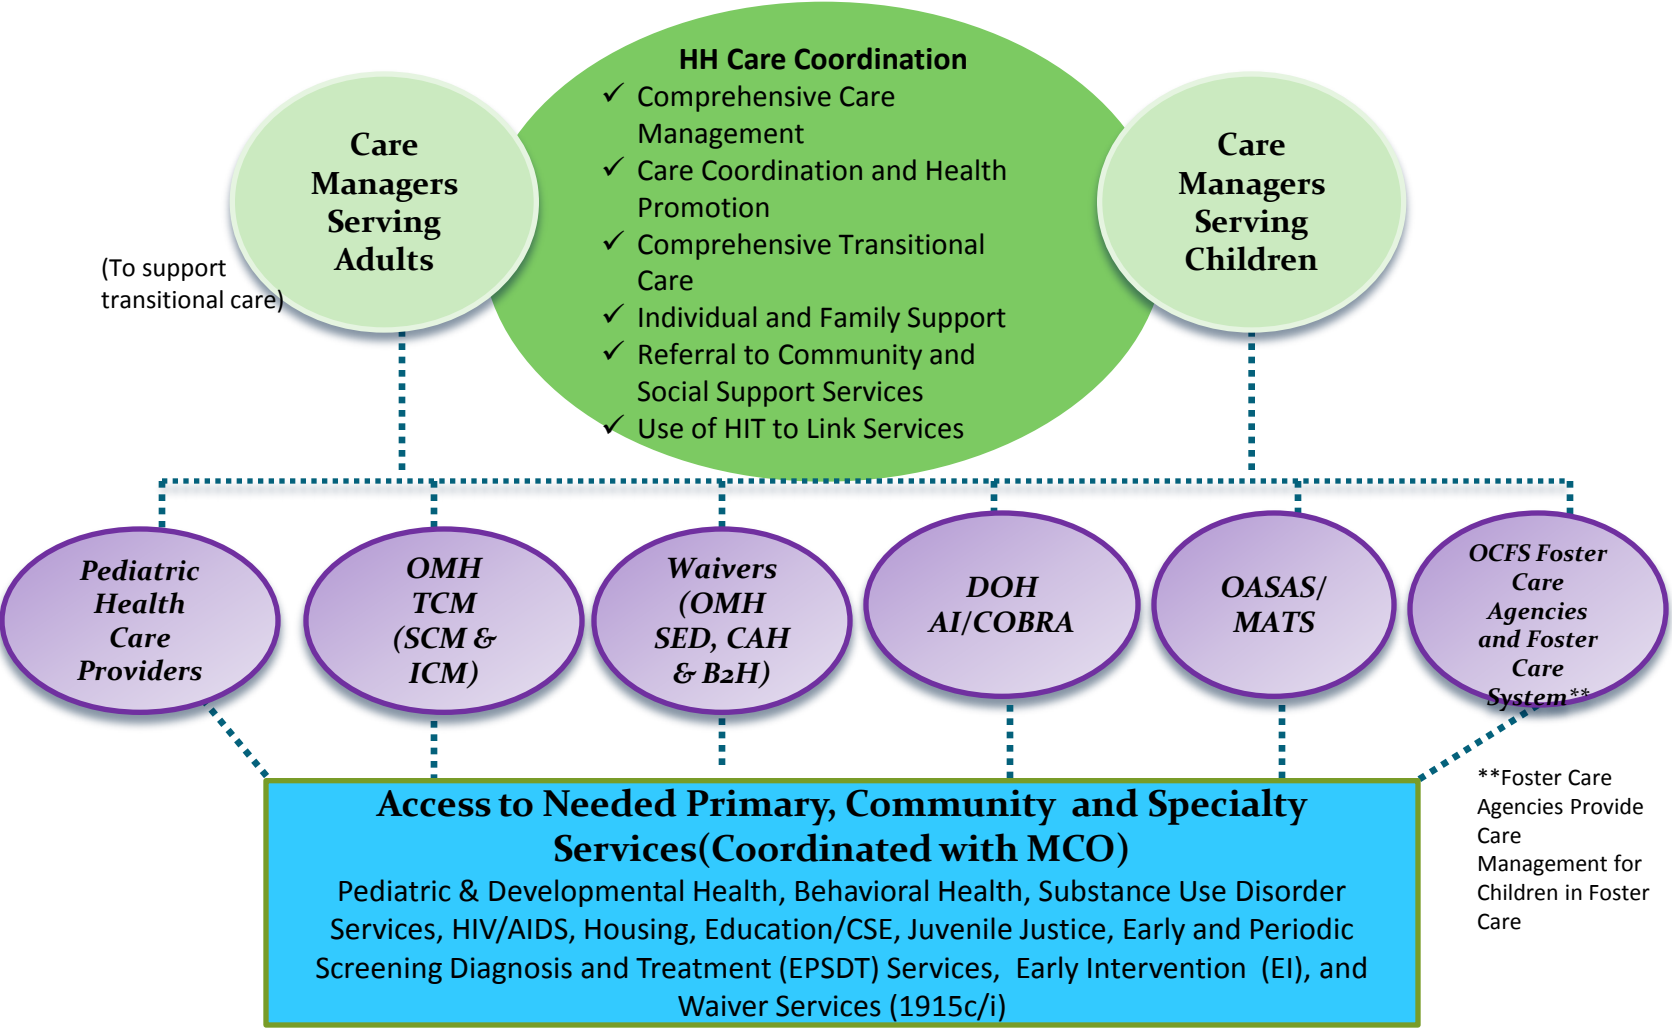 HH Care Coordination
✓ Comprehensive Care
Management
✓ Care Coordination and Health
Promotion
✓ Comprehensive Transitional
Care
✓ Individual and Family Support
✓ Referral to Community and
Social Support Services
✓ Use of HIT to Link Services
Care
Managers
Serving
Adults
(To support
transitional care)
Care
Managers
Serving
Children
Pediatric
Health
Care
Providers
OMH
TCM
(SCM &
ICM)
Waivers
(OMH
SED, CAH
& B2H)
DOH
AI/COBRA
OASAS/
MATS
OCFS Foster
Care
Agencies
and Foster
Care
System**
Access to Needed Primary, Community and Specialty
Services(Coordinated with MCO)
Pediatric & Developmental Health, Behavioral Health, Substance Use Disorder
Services, HIV/AIDS, Housing, Education/CSE, Juvenile Justice, Early and Periodic
Screening Diagnosis and Treatment (EPSDT) Services, Early Intervention (EI), and
Waiver Services (1915c/i)
**Foster Care
Agencies Provide
Care
Management for
Children in Foster
Care